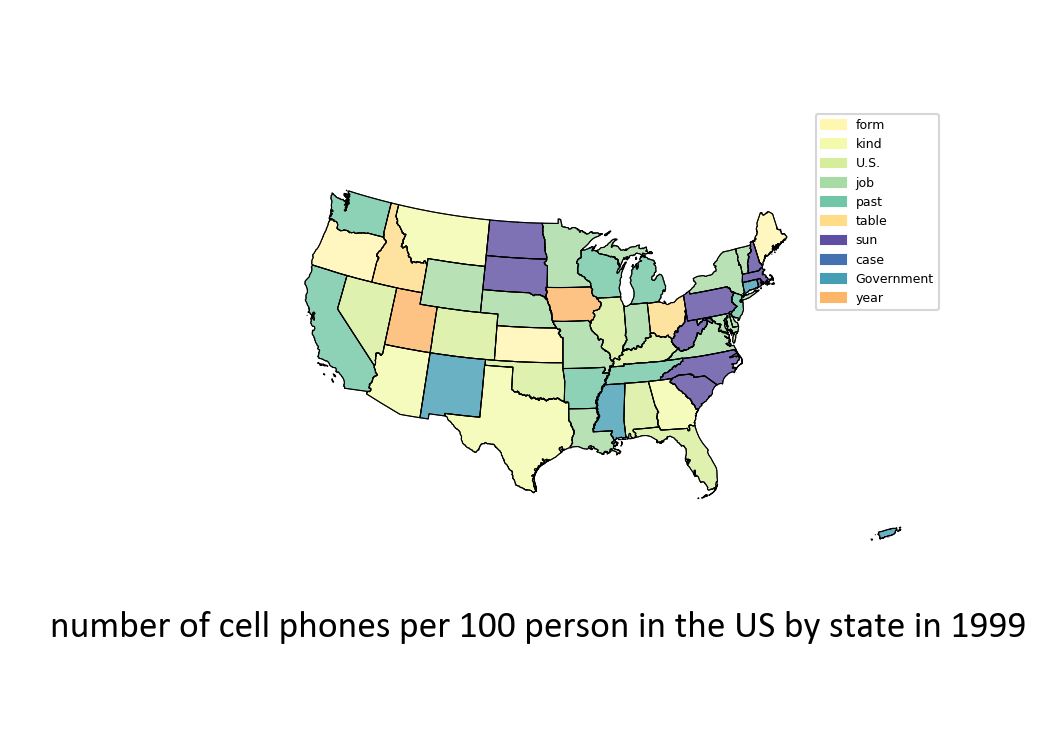 form
kind
U.S.
job
past
table
sun
case
Government
year
number of cell phones per 100 person in the US by state in 1999